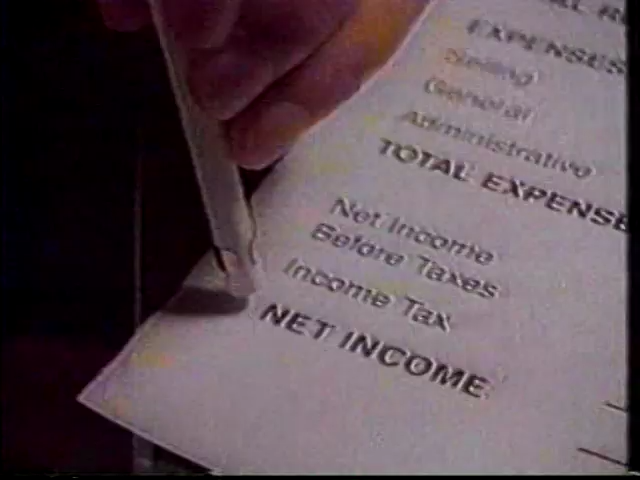 EXPENSES
Selling
General
Administrative
TOTAL EXPENSE
Net Income
Before Taxes
Income Tax
NET INCOME